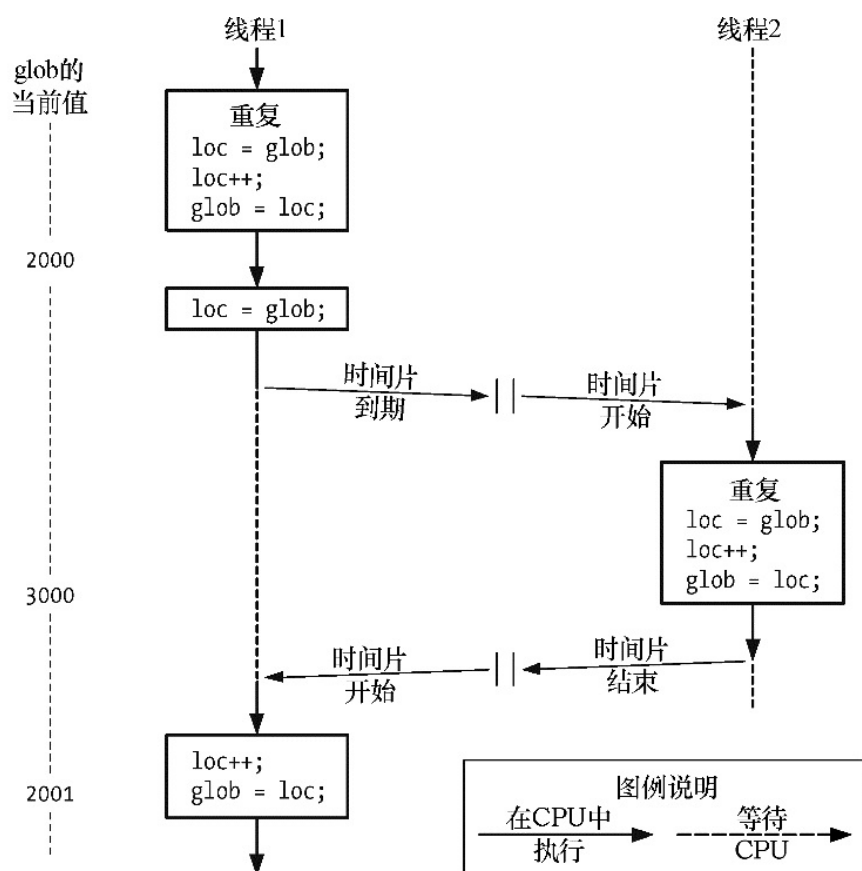 线程1
线程2
glob的
当前值
重复
loc = glob;
loc++;
glob = loc;
2000
loc = glob;
时间片
到期
时间片
开始
重复
loc = glob;
loc++;
glob = loc;
3000
时间片
开始
时间片
结束
loc++;
glob = loc;
2001
图例说明
在CPU中
执行
等待
CPU